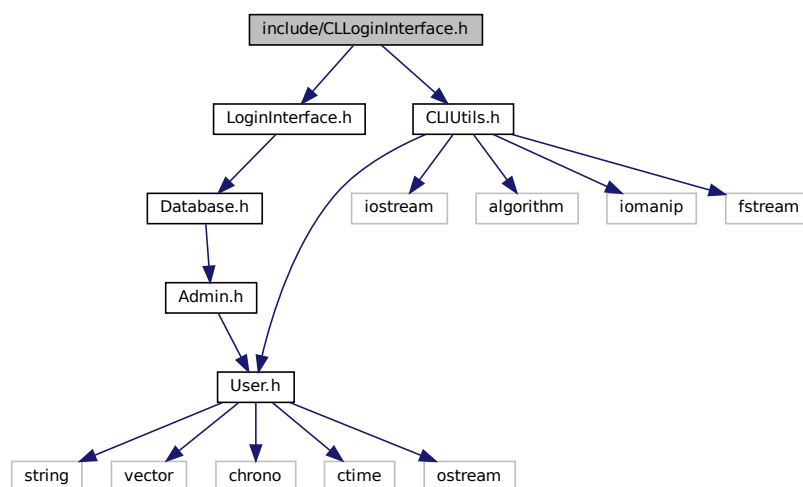 include/CLLoginInterface.h
LoginInterface.h
CLIUtils.h
Database.h
iostream
algorithm
iomanip
fstream
Admin.h
User.h
string
vector
chrono
ctime
ostream